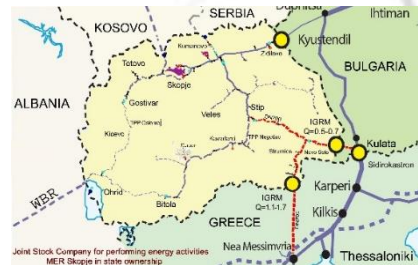 KOSOVO
SERBIA
Ihtiman
Kyustendil
Kumanovo
BULGARIA
Tetovo
Skopje
ALBANIA
Gostivar
Veles
Stip
IGRM
Q=0.5-0.7
Kicevo
TPP Negotino
Kulata
Sidirokastron
Ohrid
Bitola
IGRM
Q=1.1-1.7
Karperi
WBR
GREECE
Kilkis
Nea Messimvria
Thessaloniki
Joint Stock Company for performing energy activities
MER Skopje in state ownership